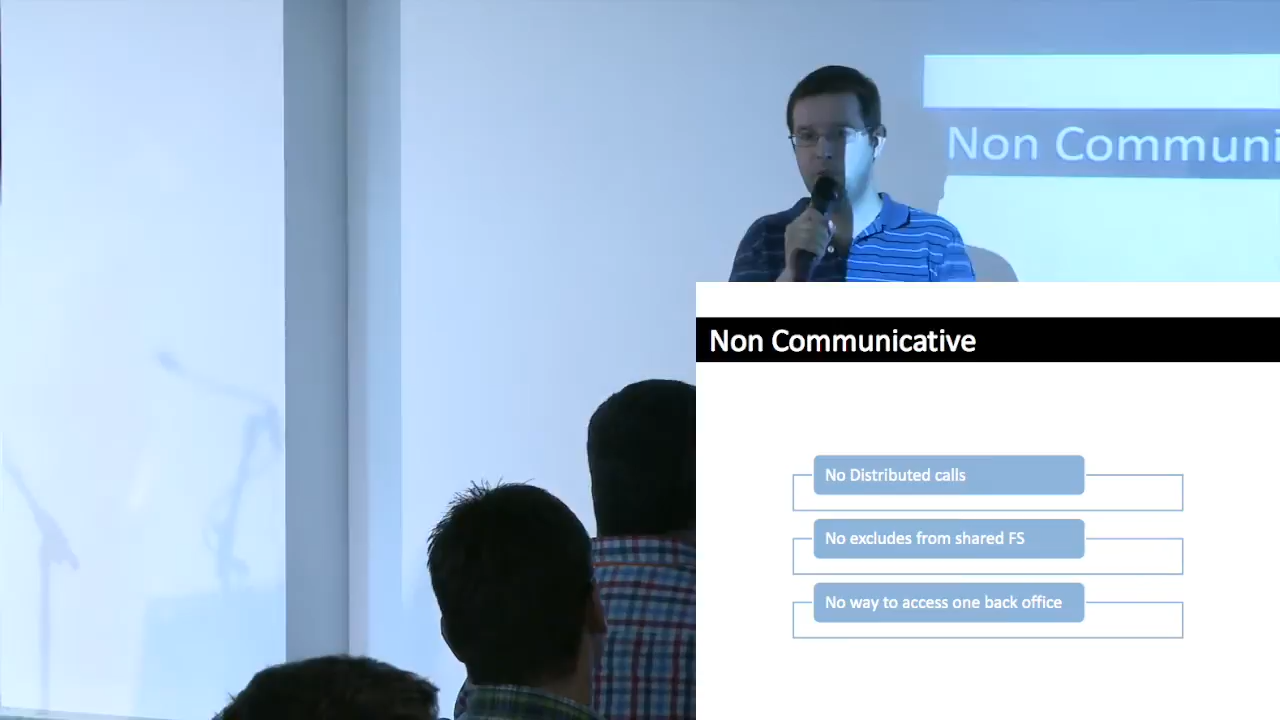 Non Communi
Non Communicative
No Distributed calls
No excludes from shared FS
No way to access one back office